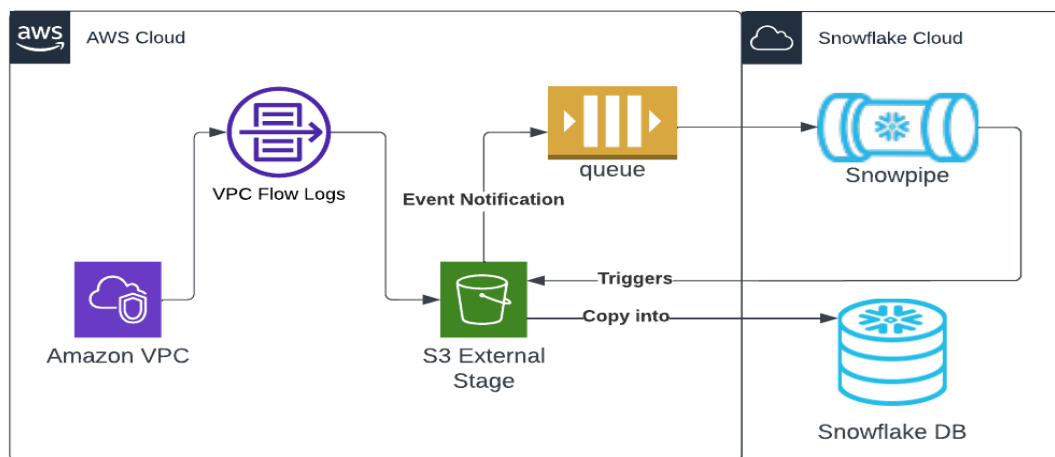 aws
AWS Cloud
Snowflake Cloud
VPC Flow Logs
queue
Snowpipe
Event Notification
Triggers
Copy into
Amazon VPC
S3 External
Stage
Snowflake DB